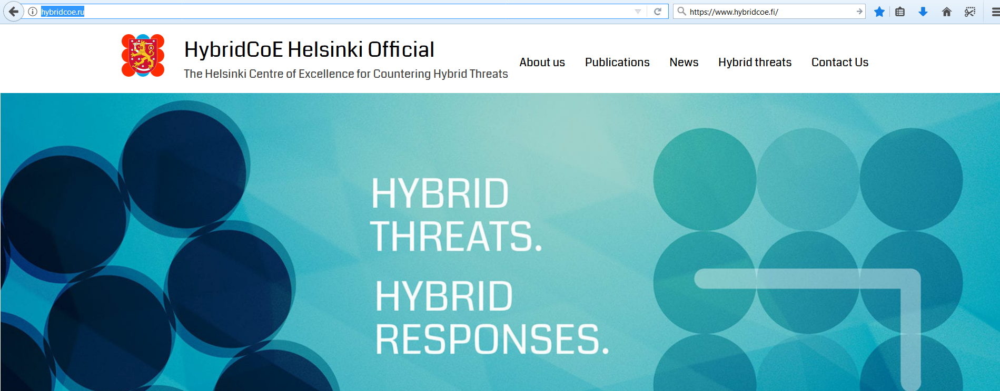 hybridcoe.ru
https://www.hybridcoe.fi/
HybridCoE Helsinki Official
The Helsinki Centre of Excellence for Countering Hybrid Threats
About us
Publications
News
Hybrid threats
Contact Us
HYBRID
THREATS.
HYBRID
RESPONSES.